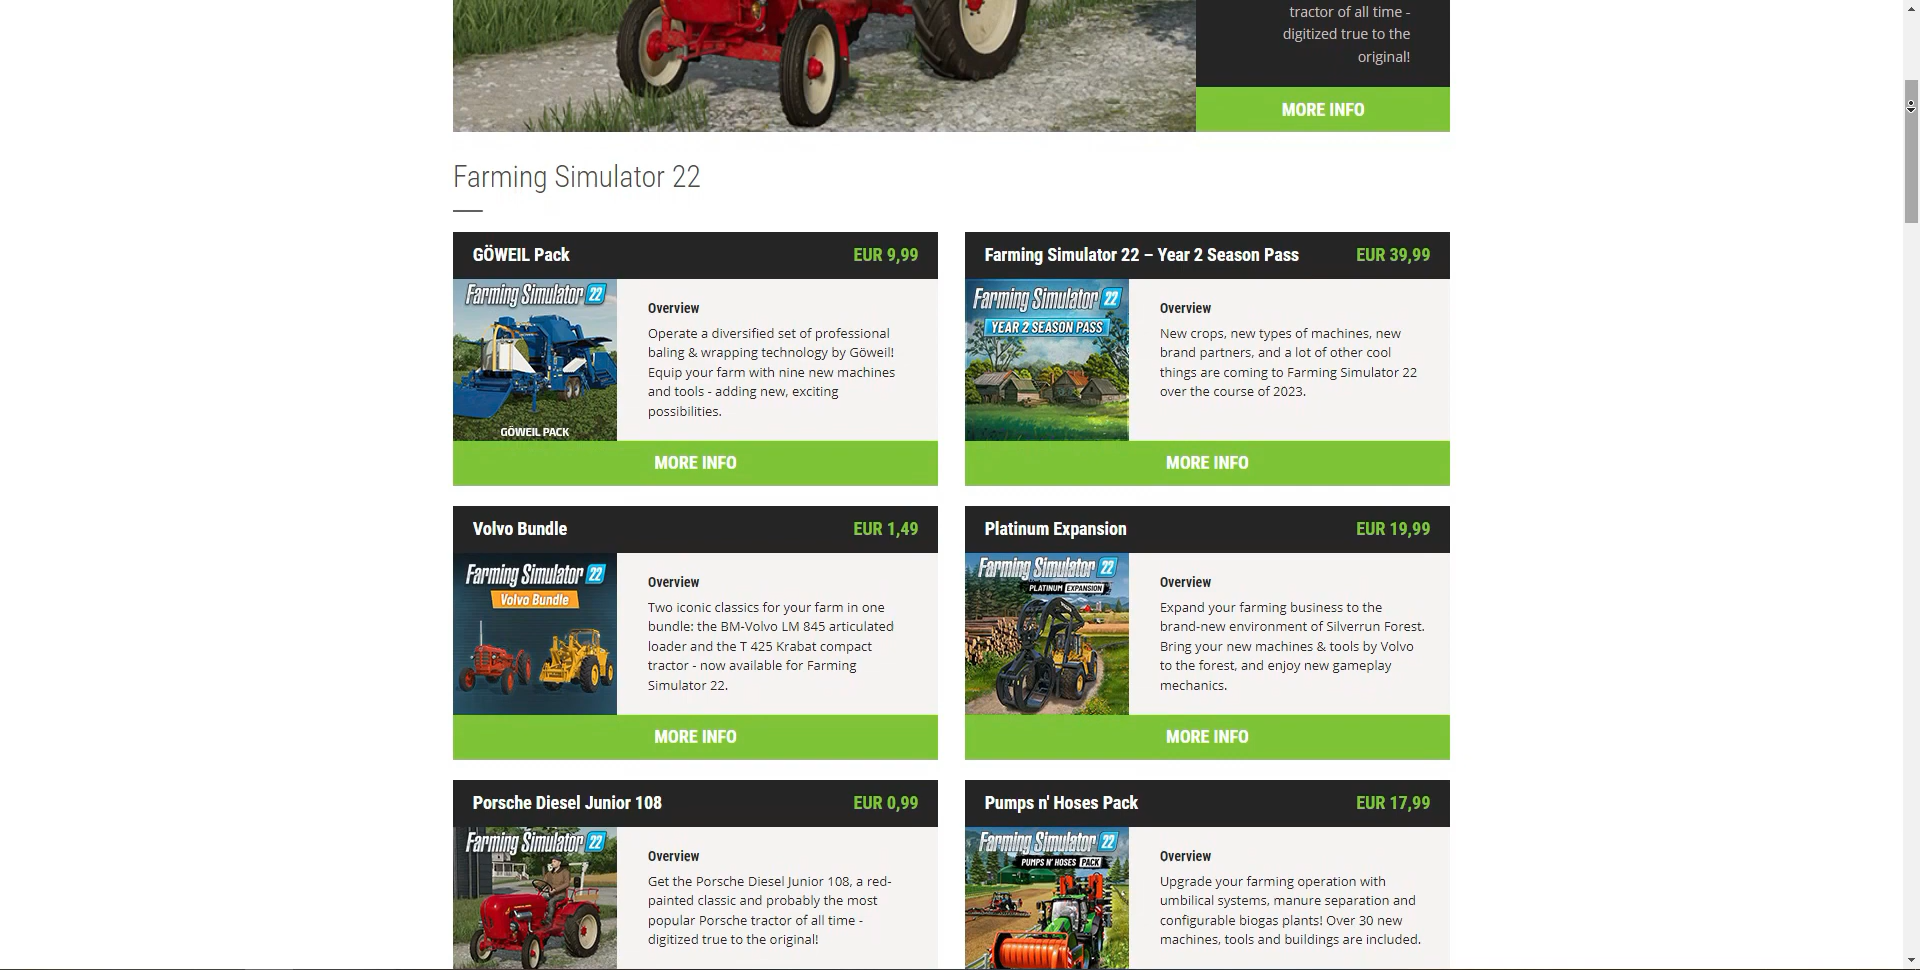 tractor of all time -
digitized true to the
original!
MORE INFO
Farming Simulator 22
GÖWEIL Pack
EUR 9,99
Farming Simulator 22
GÖWEIL PACK
Overview
Operate a diversified set of professional
baling & wrapping technology by Göweil!
Equip your farm with nine new machines
and tools - adding new, exciting
possibilities.
MORE INFO
Farming Simulator 22 – Year 2 Season Pass
EUR 39,99
Farming Simulator 22
YEAR 2 SEASON PASS
Overview
New crops, new types of machines, new
brand partners, and a lot of other cool
things are coming to Farming Simulator 22
over the course of 2023.
MORE INFO
Volvo Bundle
EUR 1,49
Farming Simulator 22
Volvo Bundle
Overview
Two iconic classics for your farm in one
bundle: the BM-Volvo LM 845 articulated
loader and the T 425 Krabat compact
tractor - now available for Farming
Simulator 22.
MORE INFO
Platinum Expansion
EUR 19,99
Farming Simulator 22
PLATINUM EXPANSION
Overview
Expand your farming business to the
brand-new environment of Silverrun Forest.
Bring your new machines & tools by Volvo
to the forest, and enjoy new gameplay
mechanics.
MORE INFO
Porsche Diesel Junior 108
EUR 0,99
Farming Simulator 22
Overview
Get the Porsche Diesel Junior 108, a red-
painted classic and probably the most
popular Porsche tractor of all time -
digitized true to the original!
Pumps n' Hoses Pack
EUR 17,99
Farming Simulator 22
PUMPS N' HOSES PACK
Overview
Upgrade your farming operation with
umbilical systems, manure separation and
configurable biogas plants! Over 30 new
machines, tools and buildings are included.